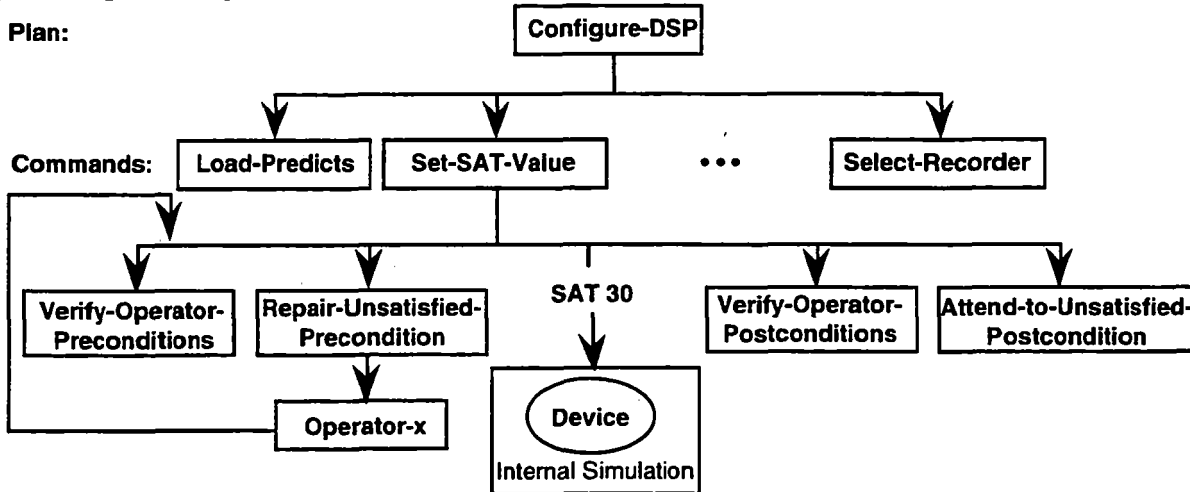 Plan:
Configure-DSP
Commands:
Load-Predicts
Set-SAT-Value
•••
Select-Recorder
Verify-Operator-
Preconditions
Repair-Unsatisfied-
Precondition
SAT 30
Verify-Operator-
Postconditions
Attend-to-Unsatisfied-
Postcondition
Operator-x
Device
Internal Simulation